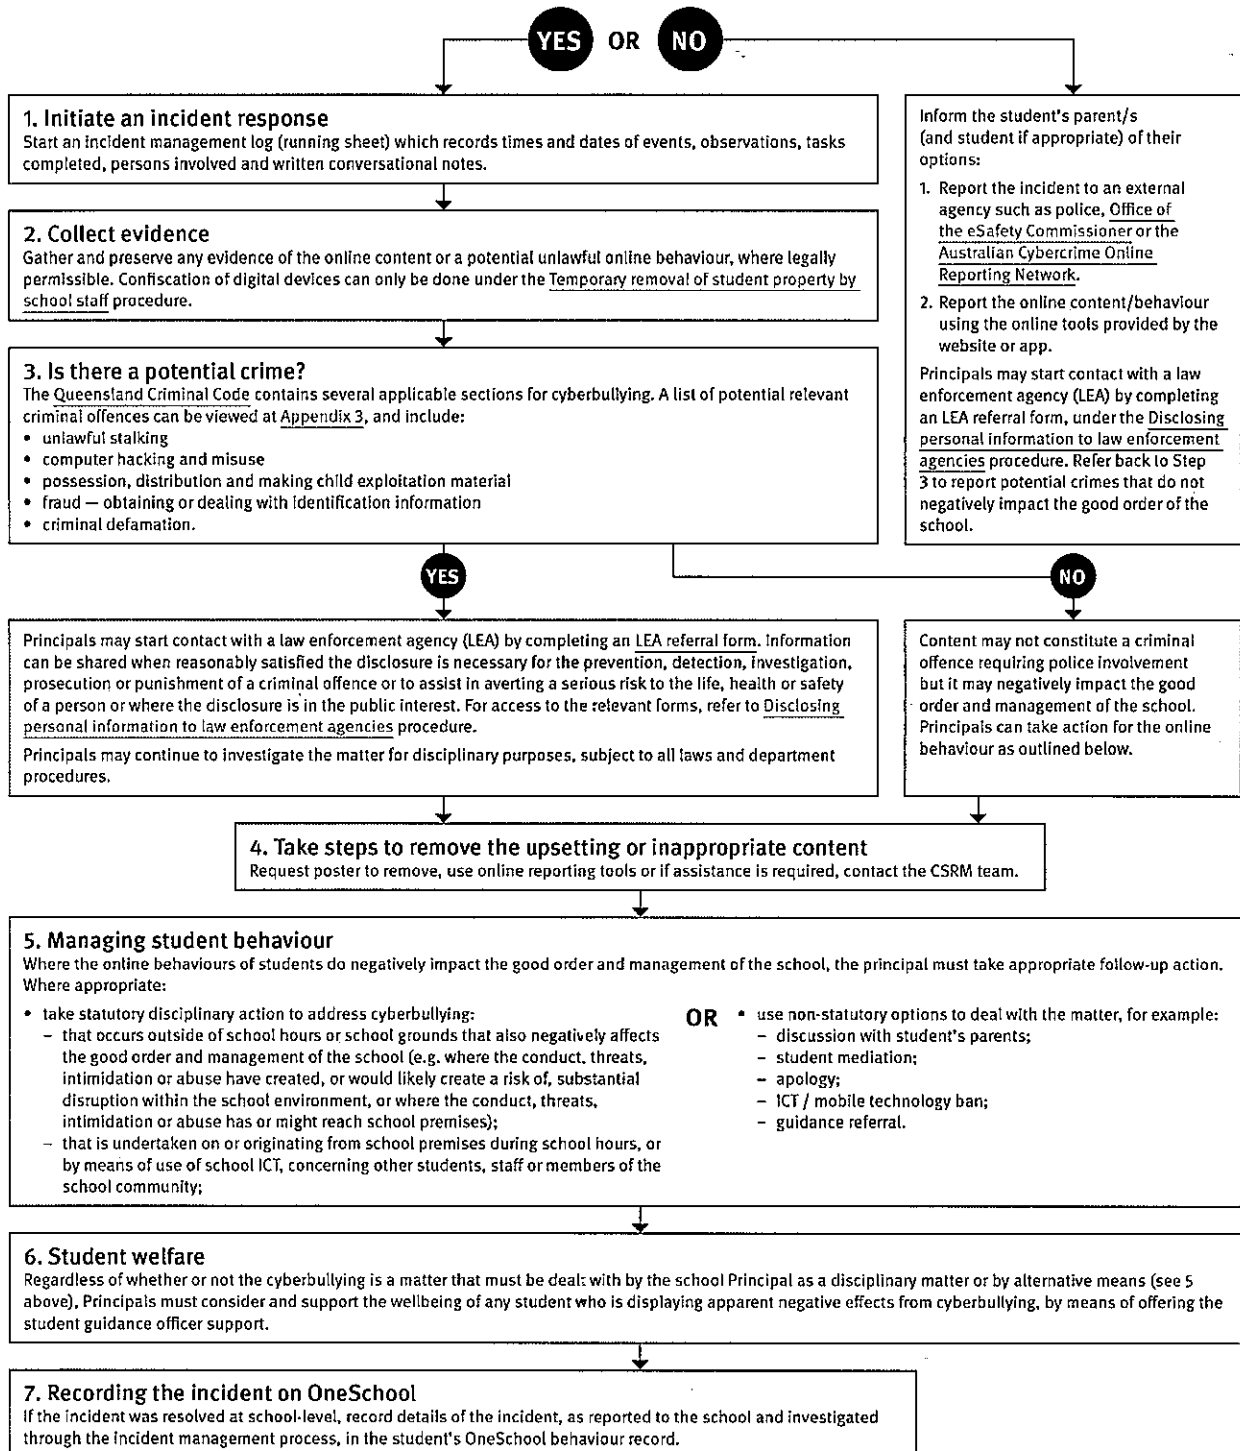 YES OR NO
1. Initiate an incident response
Start an incident management log (running sheet) which records times and dates of events, observations, tasks
completed, persons involved and written conversational notes.
2. Collect evidence
Gather and preserve any evidence of the online content or a potential unlawful online behaviour, where legally
permissible. Confiscation of digital devices can only be done under the Temporary removal of student property by
school staff procedure.
3. Is there a potential crime?
The Queensland Criminal Code contains several applicable sections for cyberbullying. A list of potential relevant
criminal offences can be viewed at Appendix 3, and include:
• unlawful stalking
• computer hacking and misuse
• possession, distribution and making child exploitation material
• fraud — obtaining or dealing with identification information
• criminal defamation.
Inform the student's parent/s
(and student if appropriate) of their
options:
1. Report the incident to an external
agency such as police, Office of
the eSafety Commissioner or the
Australian Cybercrime Online
Reporting Network.
2. Report the online content/behaviour
using the online tools provided by the
website or app.
Principals may start contact with a law
enforcement agency (LEA) by completing
an LEA referral form, under the Disclosing
personal information to law enforcement
agencies procedure. Refer back to Step
3 to report potential crimes that do not
negatively impact the good order of the
school.
YES
NO
Principals may start contact with a law enforcement agency (LEA) by completing an LEA referral form. Information
can be shared when reasonably satisfied the disclosure is necessary for the prevention, detection, investigation,
prosecution or punishment of a criminal offence or to assist in averting a serious risk to the life, health or safety
of a person or where the disclosure is in the public interest. For access to the relevant forms, refer to Disclosing
personal information to law enforcement agencies procedure.
Principals may continue to investigate the matter for disciplinary purposes, subject to all laws and department
procedures.
Content may not constitute a criminal
offence requiring police involvement
but it may negatively impact the good
order and management of the school.
Principals can take action for the online
behaviour as outlined below.
4. Take steps to remove the upsetting or inappropriate content
Request poster to remove, use online reporting tools or if assistance is required, contact the CSRM team.
5. Managing student behaviour
Where the online behaviours of students do negatively impact the good order and management of the school, the principal must take appropriate follow-up action.
Where appropriate:
• take statutory disciplinary action to address cyberbullying:
– that occurs outside of school hours or school grounds that also negatively affects
the good order and management of the school (e.g. where the conduct, threats,
intimidation or abuse have created, or would likely create a risk of, substantial
disruption within the school environment, or where the conduct, threats,
intimidation or abuse has or might reach school premises);
– that is undertaken on or originating from school premises during school hours, or
by means of use of school ICT, concerning other students, staff or members of the
school community;
OR
• use non-statutory options to deal with the matter, for example:
– discussion with student's parents;
– student mediation;
– apology;
– ICT / mobile technology ban;
– guidance referral.
6. Student welfare
Regardless of whether or not the cyberbullying is a matter that must be dealt with by the school Principal as a disciplinary matter or by alternative means (see 5
above), Principals must consider and support the wellbeing of any student who is displaying apparent negative effects from cyberbullying, by means of offering the
student guidance officer support.
7. Recording the incident on OneSchool
If the incident was resolved at school-level, record details of the incident, as reported to the school and investigated
through the incident management process, in the student's OneSchool behaviour record.